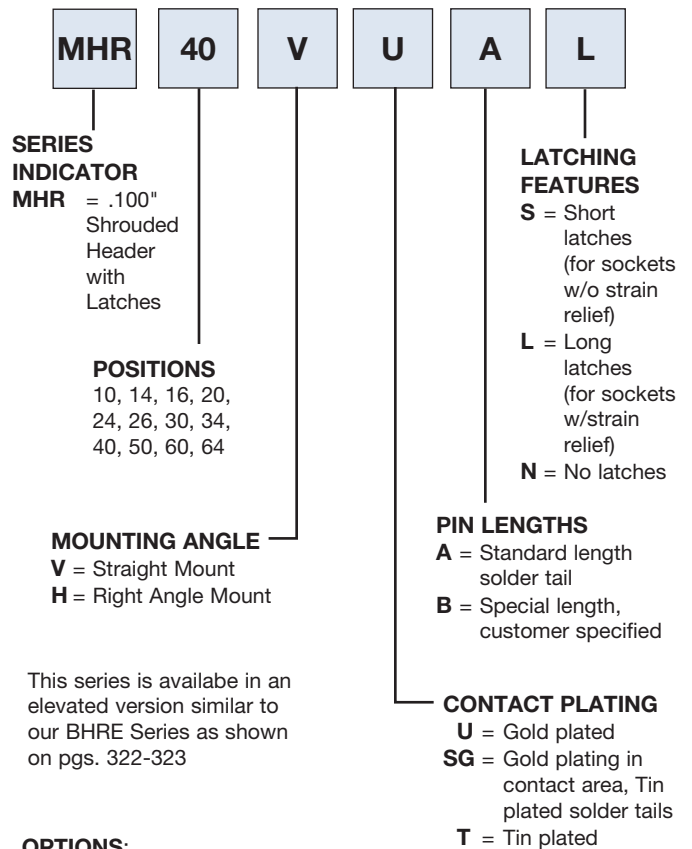 MHR 40 V U A L
SERIES
INDICATOR
MHR = .100"
Shrouded
Header
with
Latches
POSITIONS
10, 14, 16, 20,
24, 26, 30, 34,
40, 50, 60, 64
MOUNTING ANGLE
V = Straight Mount
H = Right Angle Mount
This series is availabe in an
elevated version similar to
our BHRE Series as shown
on pgs. 322-323
OPTIONS:
LATCHING
FEATURES
S = Short
latches
(for sockets
w/o strain
relief)
L = Long
latches
(for sockets
w/strain
relief)
N = No latches
PIN LENGTHS
A = Standard length
solder tail
B = Special length,
customer specified
CONTACT PLATING
U = Gold plated
SG = Gold plating in
contact area, Tin
plated solder tails
T = Tin plated